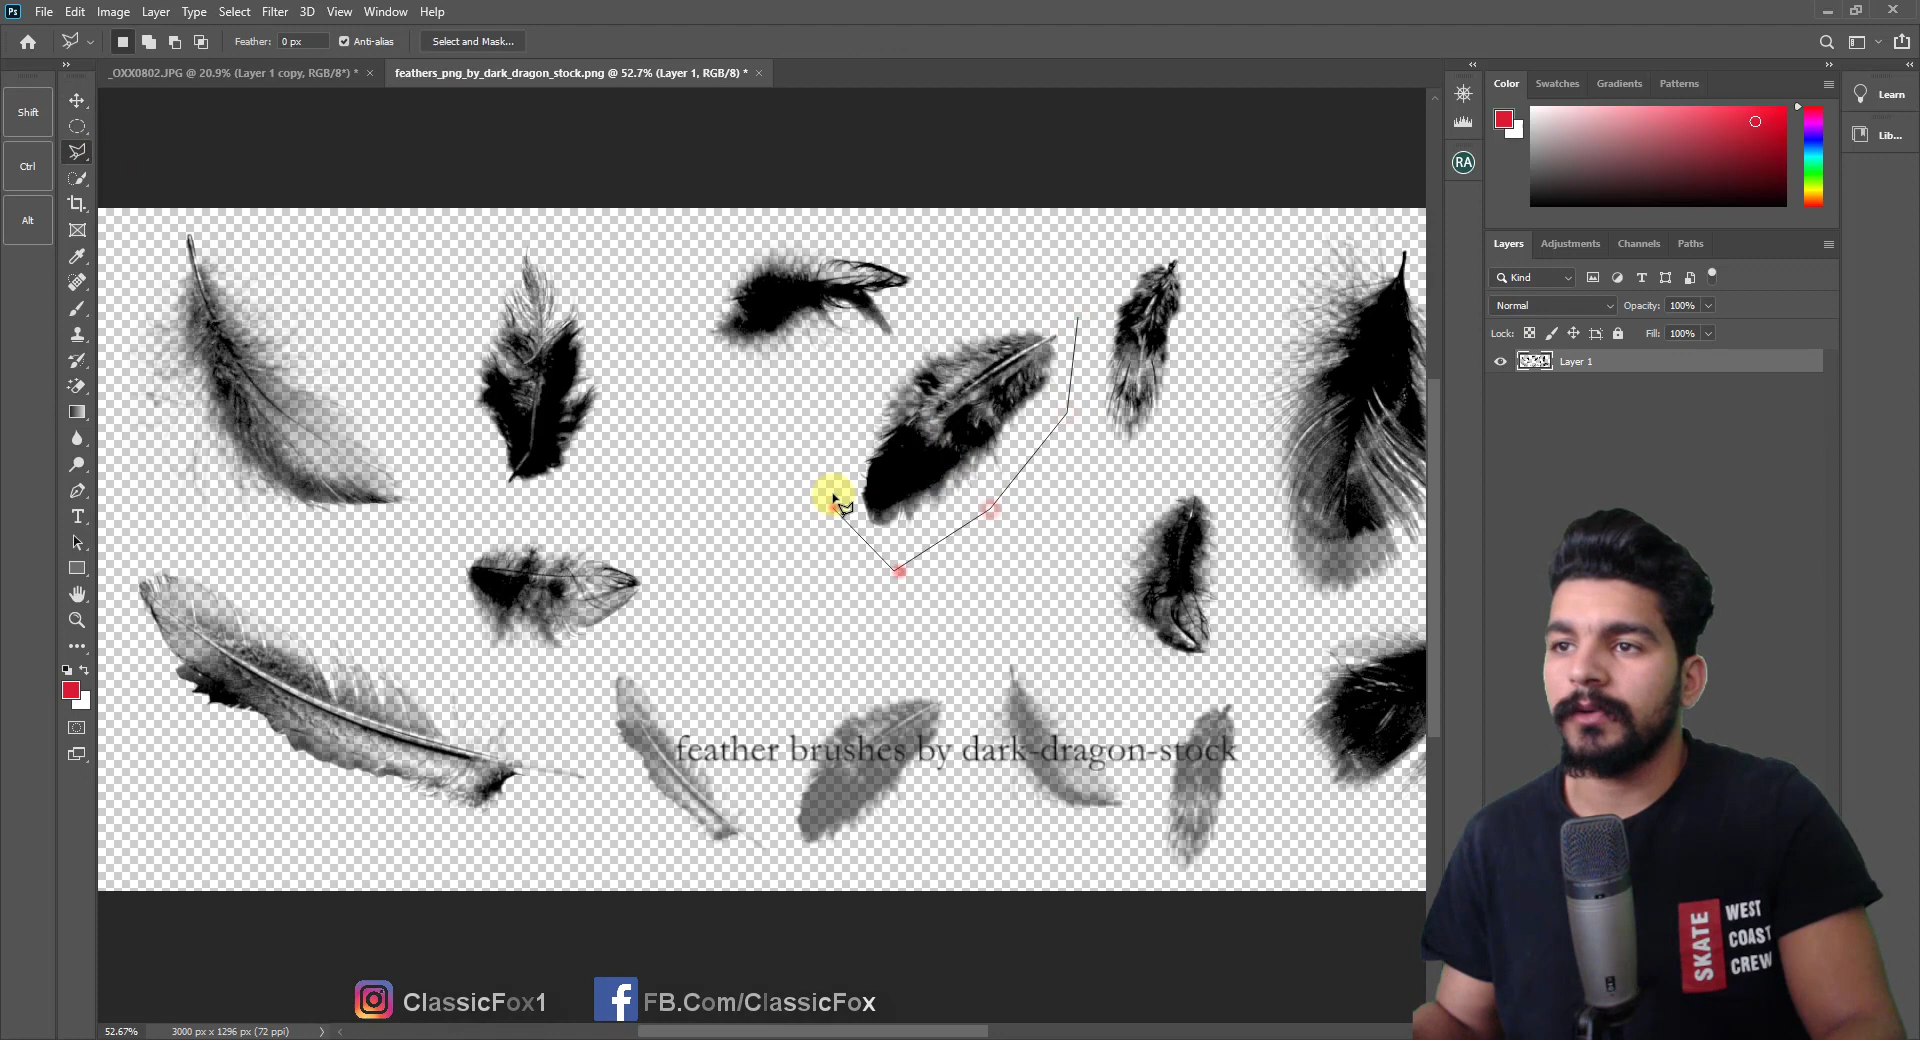 Ps File Edit Image Layer Type Select Filter 3D View Window Help
Feather: 0 px Anti-alias Select and Mask...
_OXX0802.JPG @ 20.9% (Layer 1 copy, RGB/8*) * × feathers_png_by_dark_dragon_stock.png @ 52.7% (Layer 1, RGB/8) * ×
Shift
Ctrl
Alt
Color Swatches Gradients Patterns
Learn
Lib...
RA
Layers Adjustments Channels Paths
Kind
Normal Opacity: 100%
Lock: Fill: 100%
Layer 1
feather brushes by dark-dragon-stock
SKATE
WEST
COAST
CREW
ClassicFox1 FB.Com/ClassicFox
52.67% 3000 px x 1296 px (72 ppi)